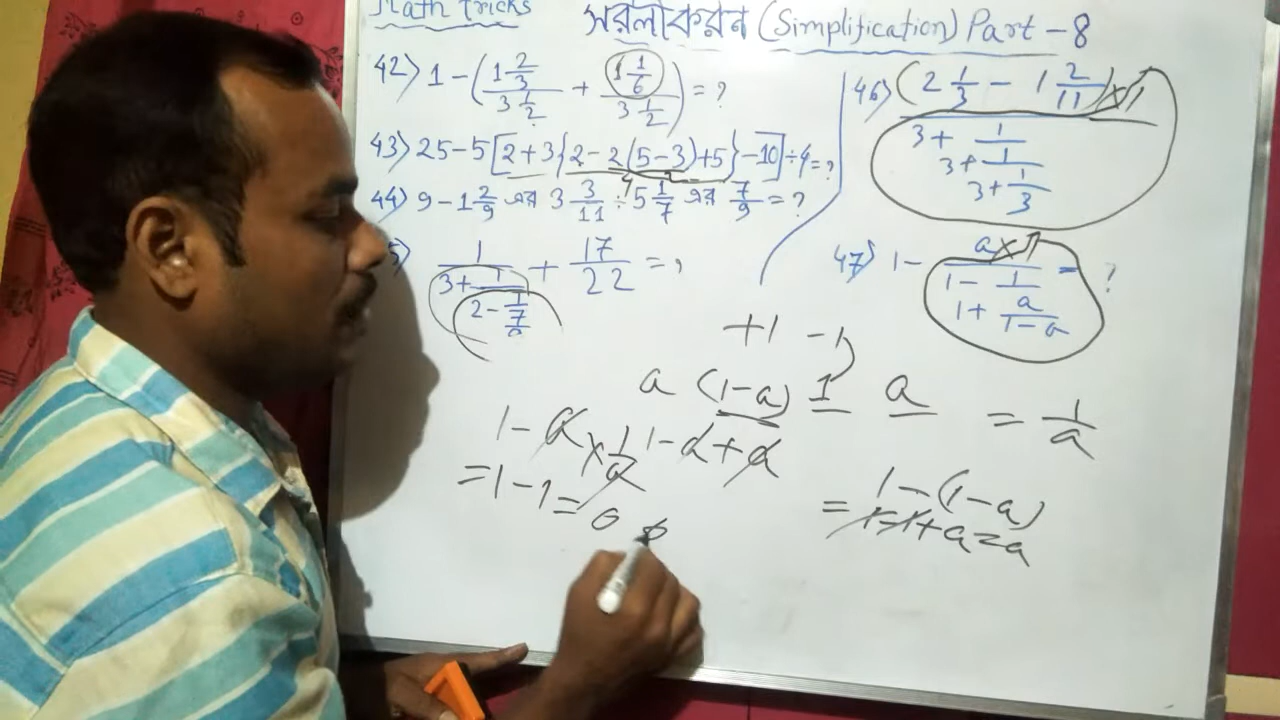 Math Tricks
সরলীকরন (Simplification) Part - 8
42) 1 - (1 2/3 / 3 1/2 + 1 1/6 / 3 1/2) = ?
43) 25 - 5 [2 + 3 {2 - 2 (5 - 3) + 5} - 10] ÷ 4 = ?
44) 9 - 1 2/9 এর 3 3/11 ÷ 5 1/7 এর 7/9 = ?
1 / 3 + 1 / 2 - 1 / 7/9 + 17/22 = ?
46) (2 1/3 - 1 2/11) × 1
3 + 1 / 3 + 1 / 3 + 1/3
47) 1 - a × 1 / 1 - 1 / 1 + a / 1 - a = ?
+1 -1
a (1-a) 1 a = 1/a
1 - a × 1/a 1 - a + a
= 1 - 1 = 0
= 1 - (1-a)
= 1 - 1 + a = a